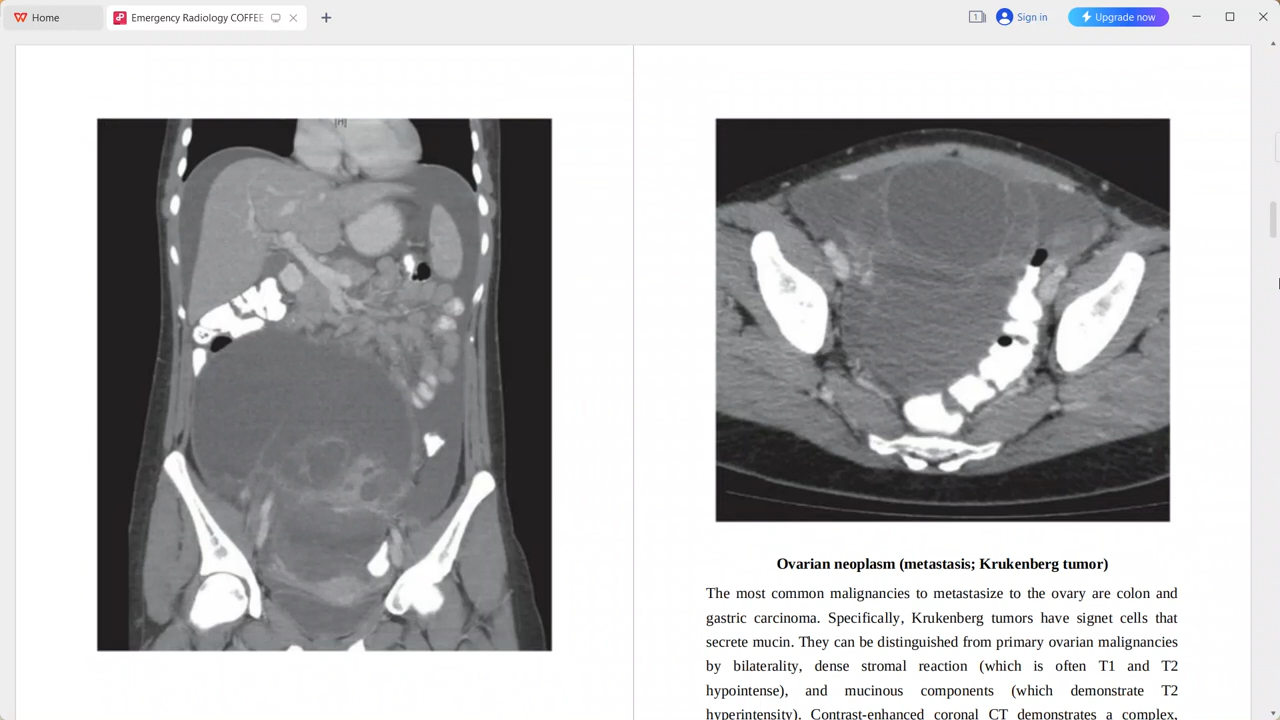 Home
Emergency Radiology COFFEE
1
Sign in
Upgrade now
[H]
Ovarian neoplasm (metastasis; Krukenberg tumor)
The most common malignancies to metastasize to the ovary are colon and
gastric carcinoma. Specifically, Krukenberg tumors have signet cells that
secrete mucin. They can be distinguished from primary ovarian malignancies
by bilaterality, dense stromal reaction (which is often T1 and T2
hypointense), and mucinous components (which demonstrate T2
hyperintensity). Contrast-enhanced coronal CT demonstrates a complex,